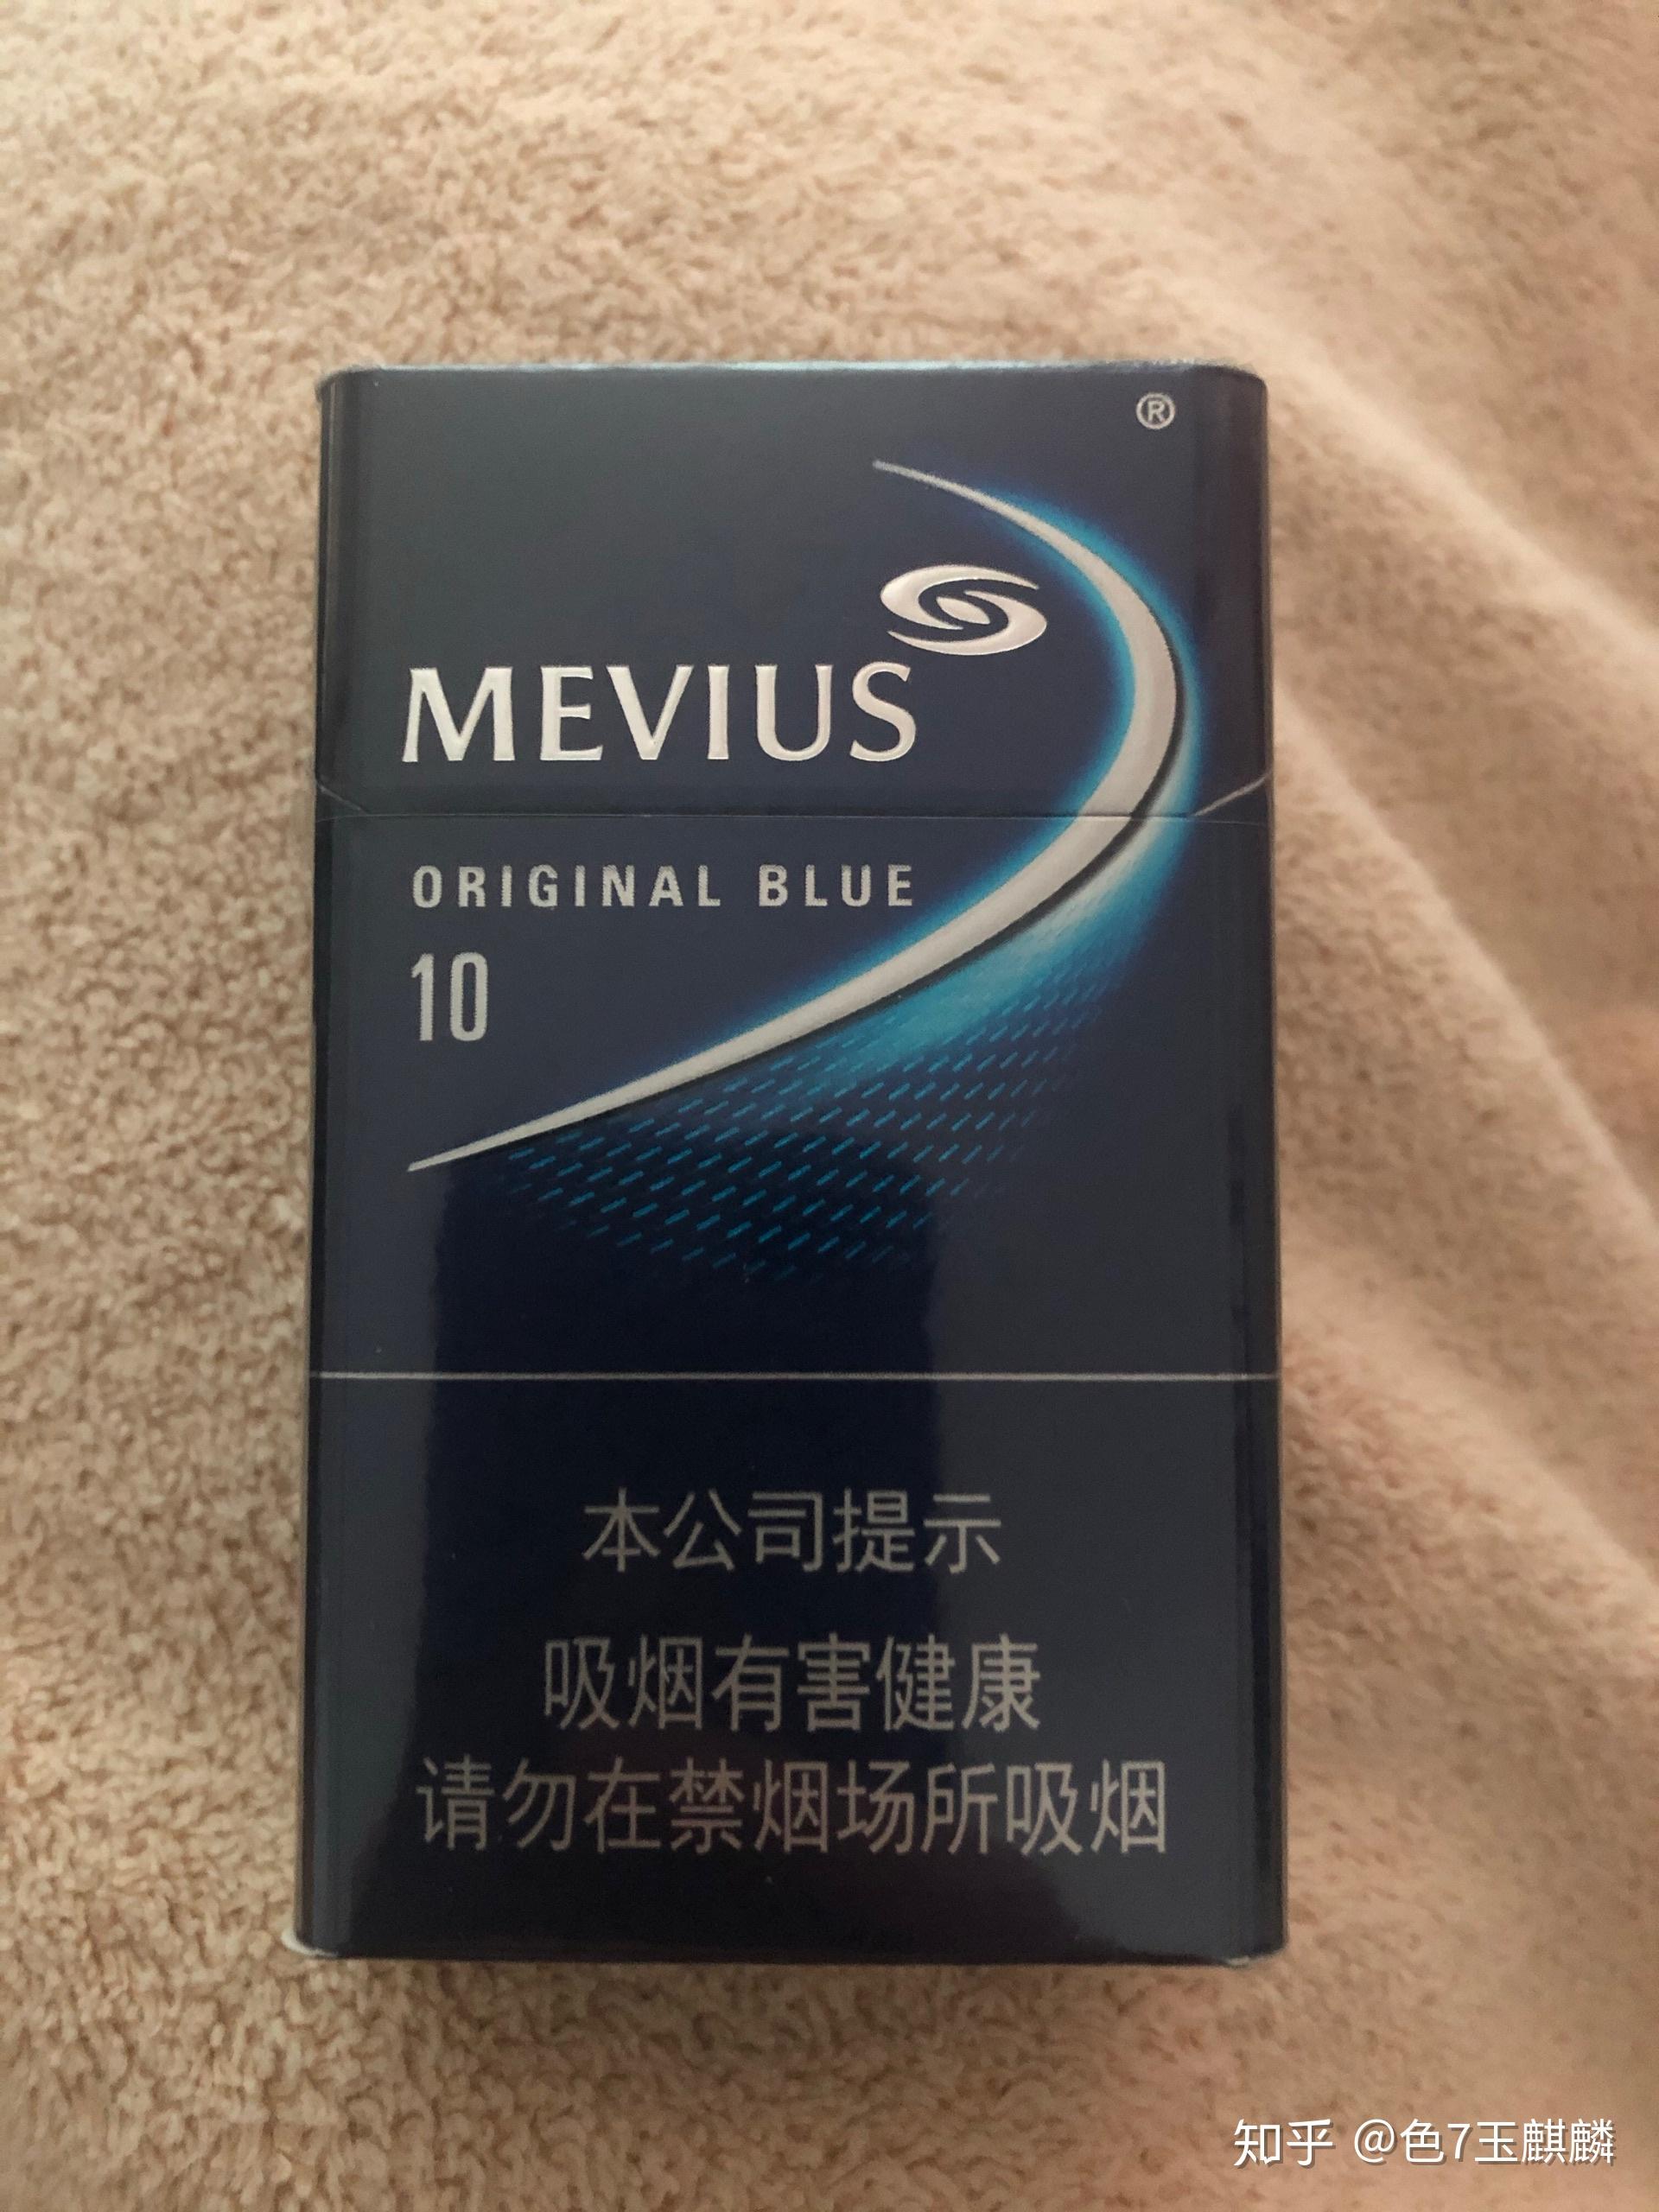 ®
MEVIUS
ORIGINAL BLUE
10
本公司提示
吸烟有害健康
请勿在禁烟场所吸烟
知乎 @色7玉麒麟